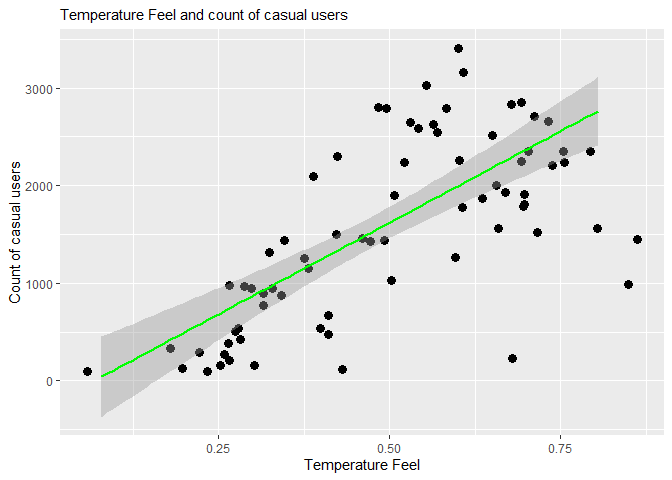 Temperature Feel and count of casual users
3000
2000
1000
0
Count of casual users
0.25 0.50 0.75
Temperature Feel